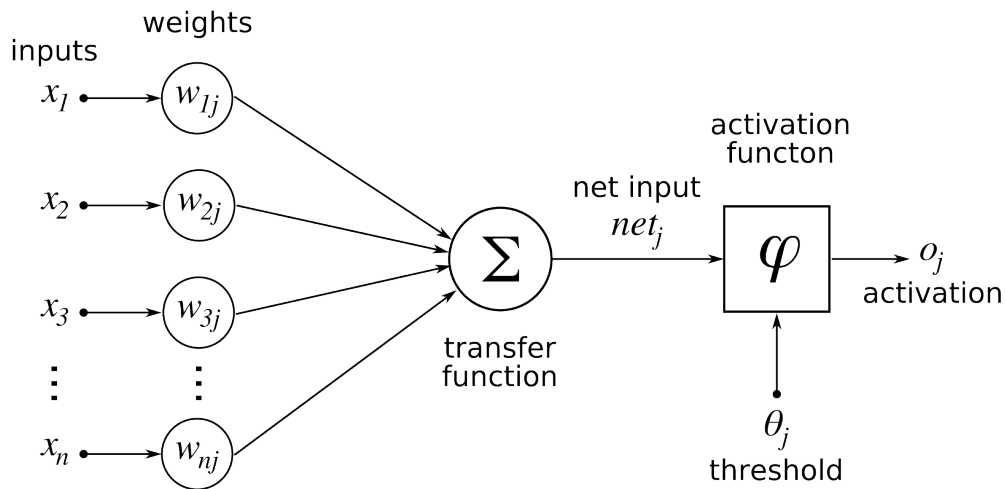 weights
inputs
x1
w1j
x2
w2j
x3
w3j
⋮ ⋮
xn
wnj
Σ
transfer
function
net input
netj
activation
functon
φ
oj
activation
θj
threshold